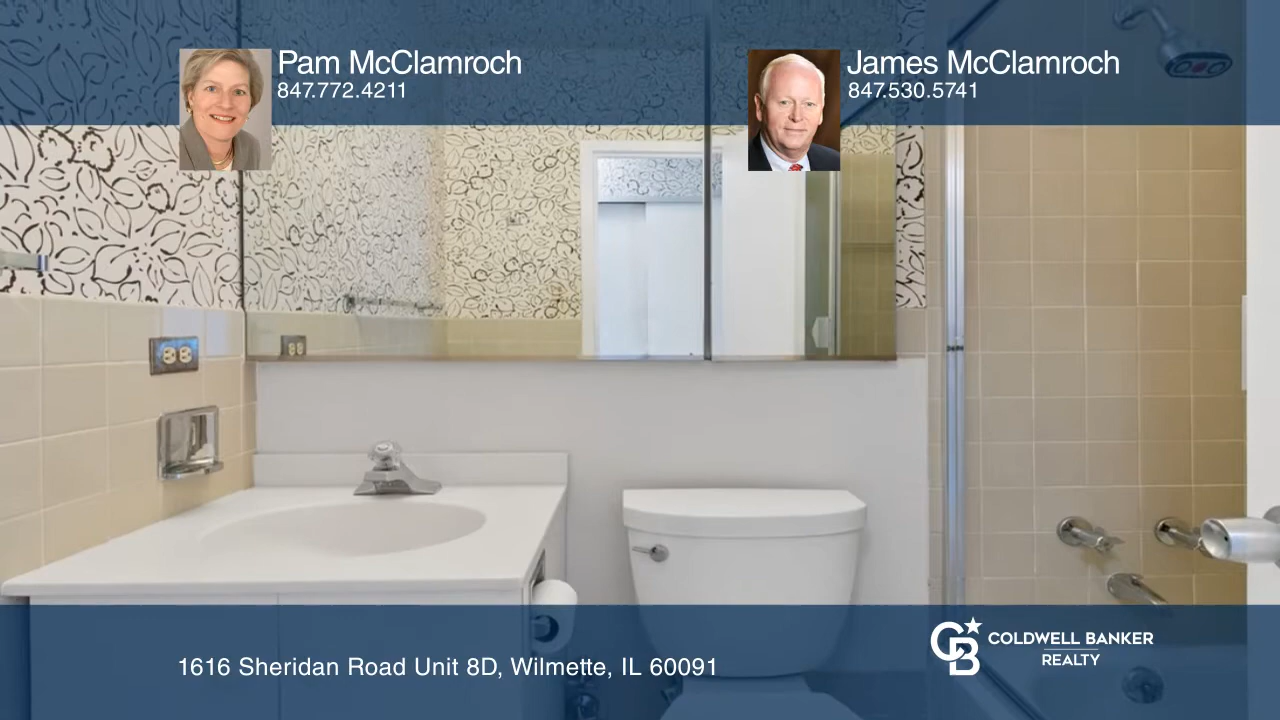 Pam McClamroch
847.772.4211
James McClamroch
847.530.5741
1616 Sheridan Road Unit 8D, Wilmette, IL 60091
CB
COLDWELL BANKER
REALTY